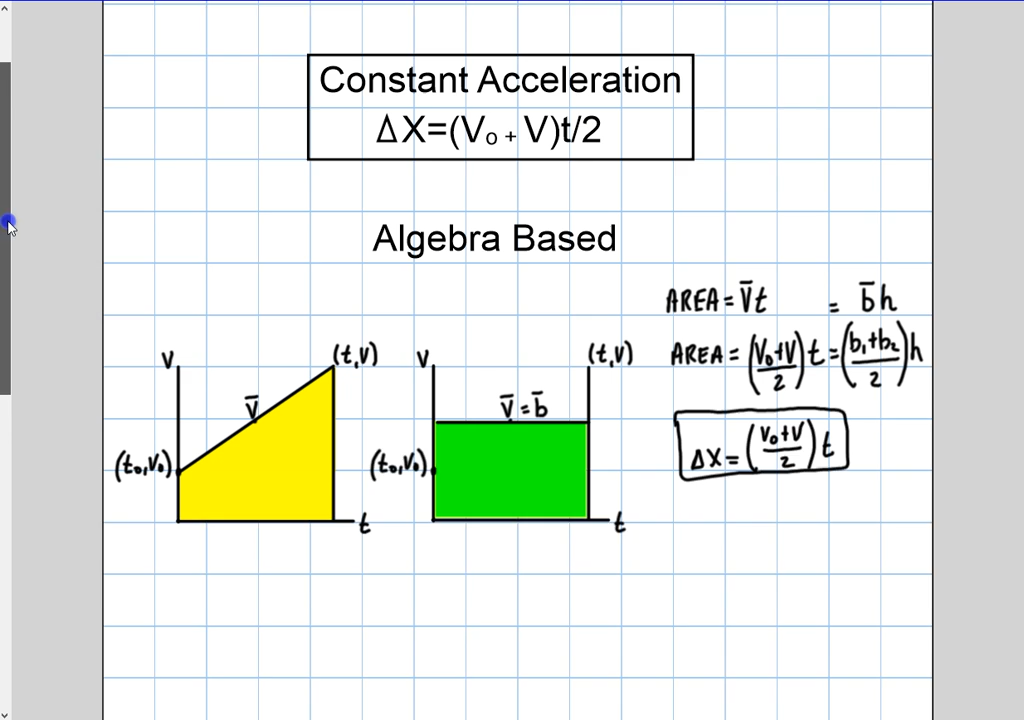 Constant Acceleration
ΔX=(V₀ + V)t/2
Algebra Based
AREA = V̅t = b̅h
AREA = ((V₀+V)/2) t = ((b₁+b₂)/2) h
ΔX = ((V₀+V)/2) t
V
(t,V)
V̅
(t₀,V₀)
t
V
(t,V)
V̅ = b̅
(t₀,V₀)
t